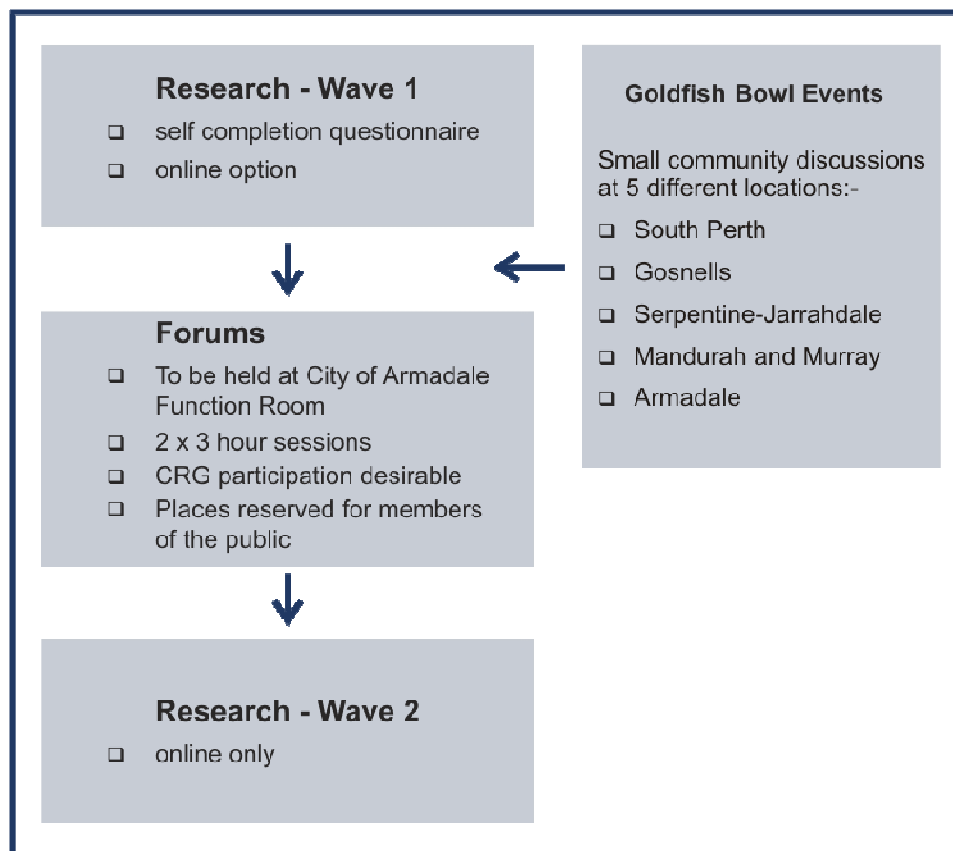 Research - Wave 1
❑ self completion questionnaire
❑ online option
Forums
❑ To be held at City of Armadale
Function Room
❑ 2 x 3 hour sessions
❑ CRG participation desirable
❑ Places reserved for members
of the public
Research - Wave 2
❑ online only
Goldfish Bowl Events
Small community discussions
at 5 different locations:-
❑ South Perth
❑ Gosnells
❑ Serpentine-Jarrahdale
❑ Mandurah and Murray
❑ Armadale